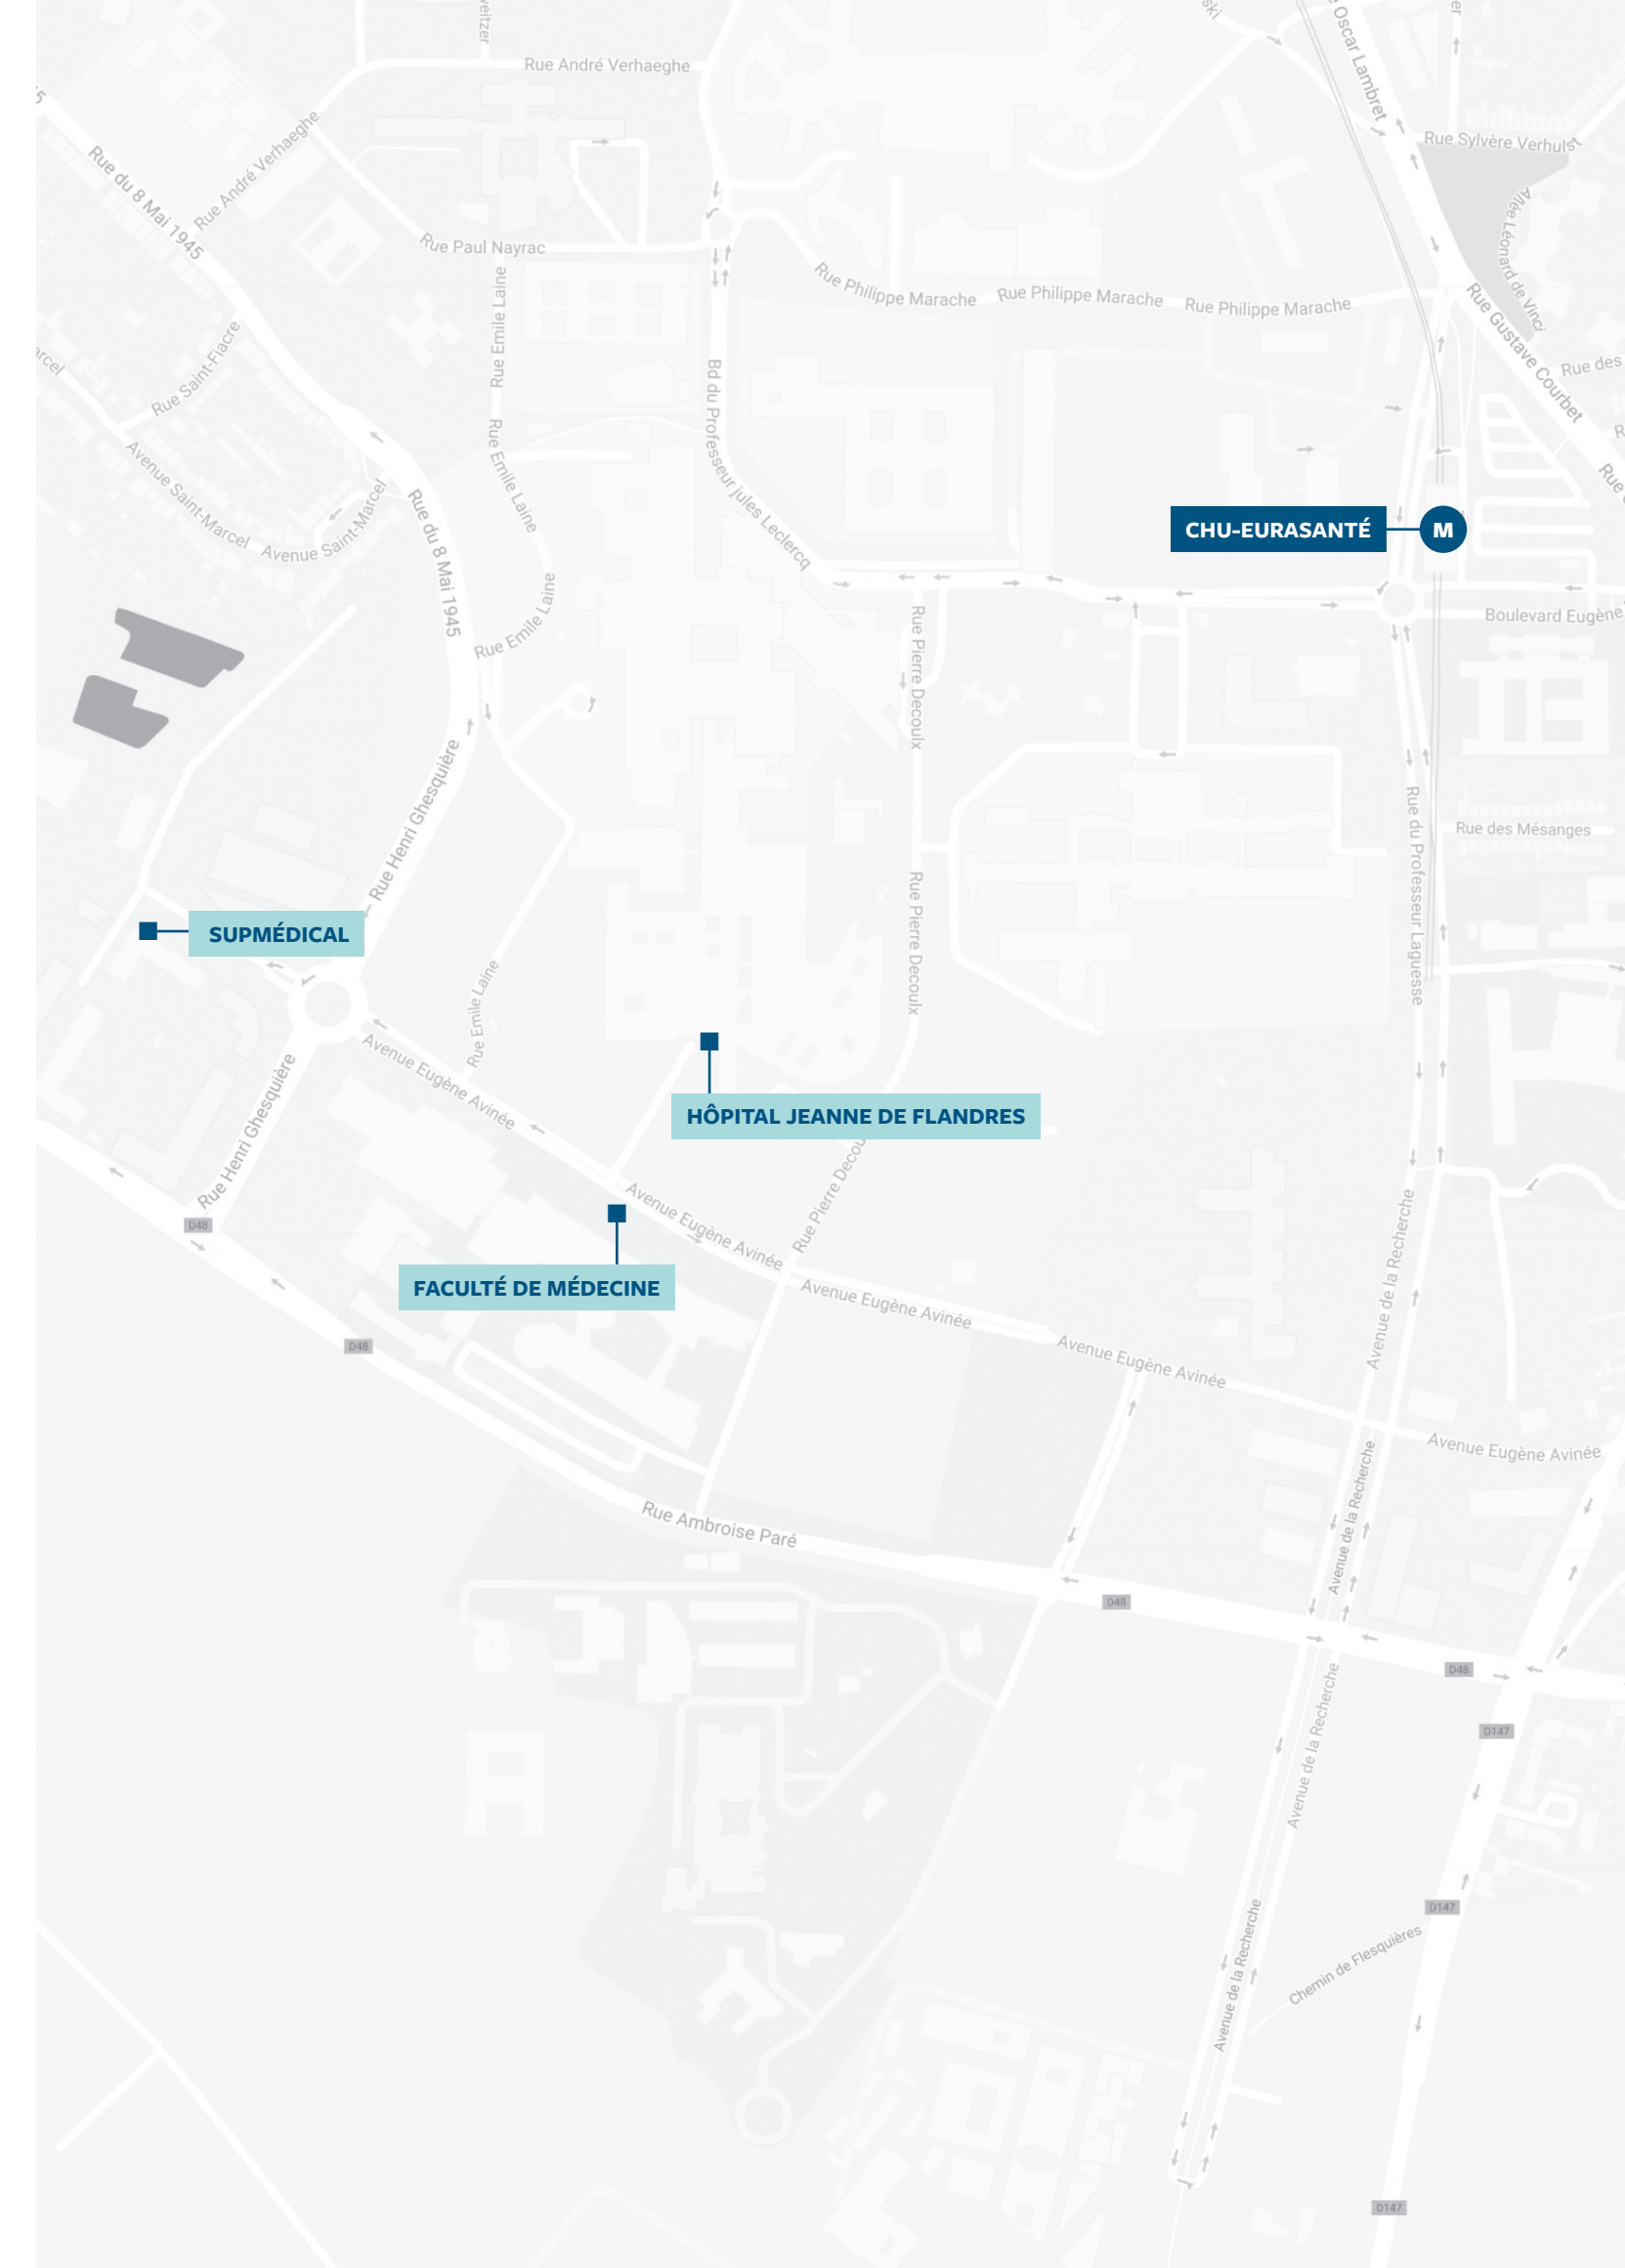 Rue André Verhaeghe
Oscar Lambret
Rue Sylvère Verhulst
Rue du 8 Mai 1945
Rue André Verhaeghe
Allée Léonard de Vinci
Rue Paul Nayrac
Rue Emile Laine
Rue Philippe Marache
Rue Philippe Marache
Rue Philippe Marache
Rue Gustave Courbet
Rue des
Rue Saint-Fiacre
Bd du Professeur Jules Leclercq
Avenue Saint-Marcel
Avenue Saint-Marcel
Rue Emile Laine
Rue du 8 Mai 1945
Rue
CHU-EURASANTÉ
M
Rue Emile Laine
Rue Pierre Decoulx
Boulevard Eugène
Rue Henri Ghesquière
Rue du Professeur Laguesse
Rue des Mésanges
Rue Pierre Decoulx
SUPMÉDICAL
Rue Emile Laine
Avenue Eugène Avinée
Rue Henri Ghesquière
HÔPITAL JEANNE DE FLANDRES
Rue Pierre Decou
Avenue Eugène Avinée
D48
FACULTÉ DE MÉDECINE
Avenue Eugène Avinée
Avenue de la Recherche
D48
Avenue Eugène Avinée
Avenue Eugène Avinée
Avenue de la Recherche
Rue Ambroise Paré
D48
D48
Avenue de la Recherche
D147
D147
Chemin de Flesquières
Avenue de la Recherche
D147